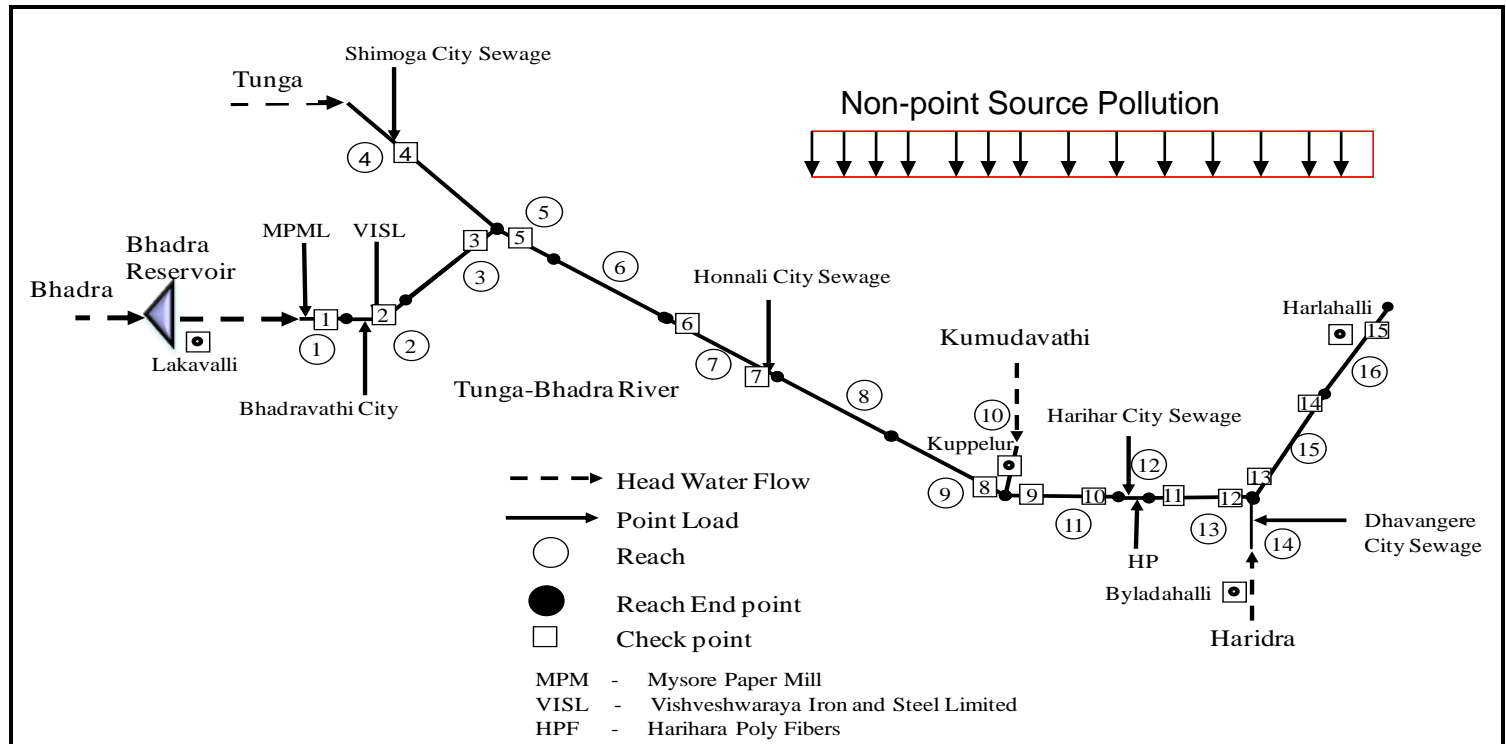 Shimoga City Sewage
Tunga
Non-point Source Pollution
4
4
5
MPML
VISL
3
5
Bhadra
Reservoir
3
6
Honnali City Sewage
Bhadra
Harlahalli
1
2
6
15
Kumudavathi
1
2
Lakavalli
7
16
Tunga-Bhadra River
7
Bhadravathi City
8
14
10
Harihar City Sewage
Kuppelur
15
12
Head Water Flow
13
9
8
9
10
11
12
Point Load
11
13
14
Dhavangere
City Sewage
Reach
HP
Byladahalli
Reach End point
Check point
Haridra
MPM - Mysore Paper Mill
VISL - Vishveshwaraya Iron and Steel Limited
HPF - Harihara Poly Fibers